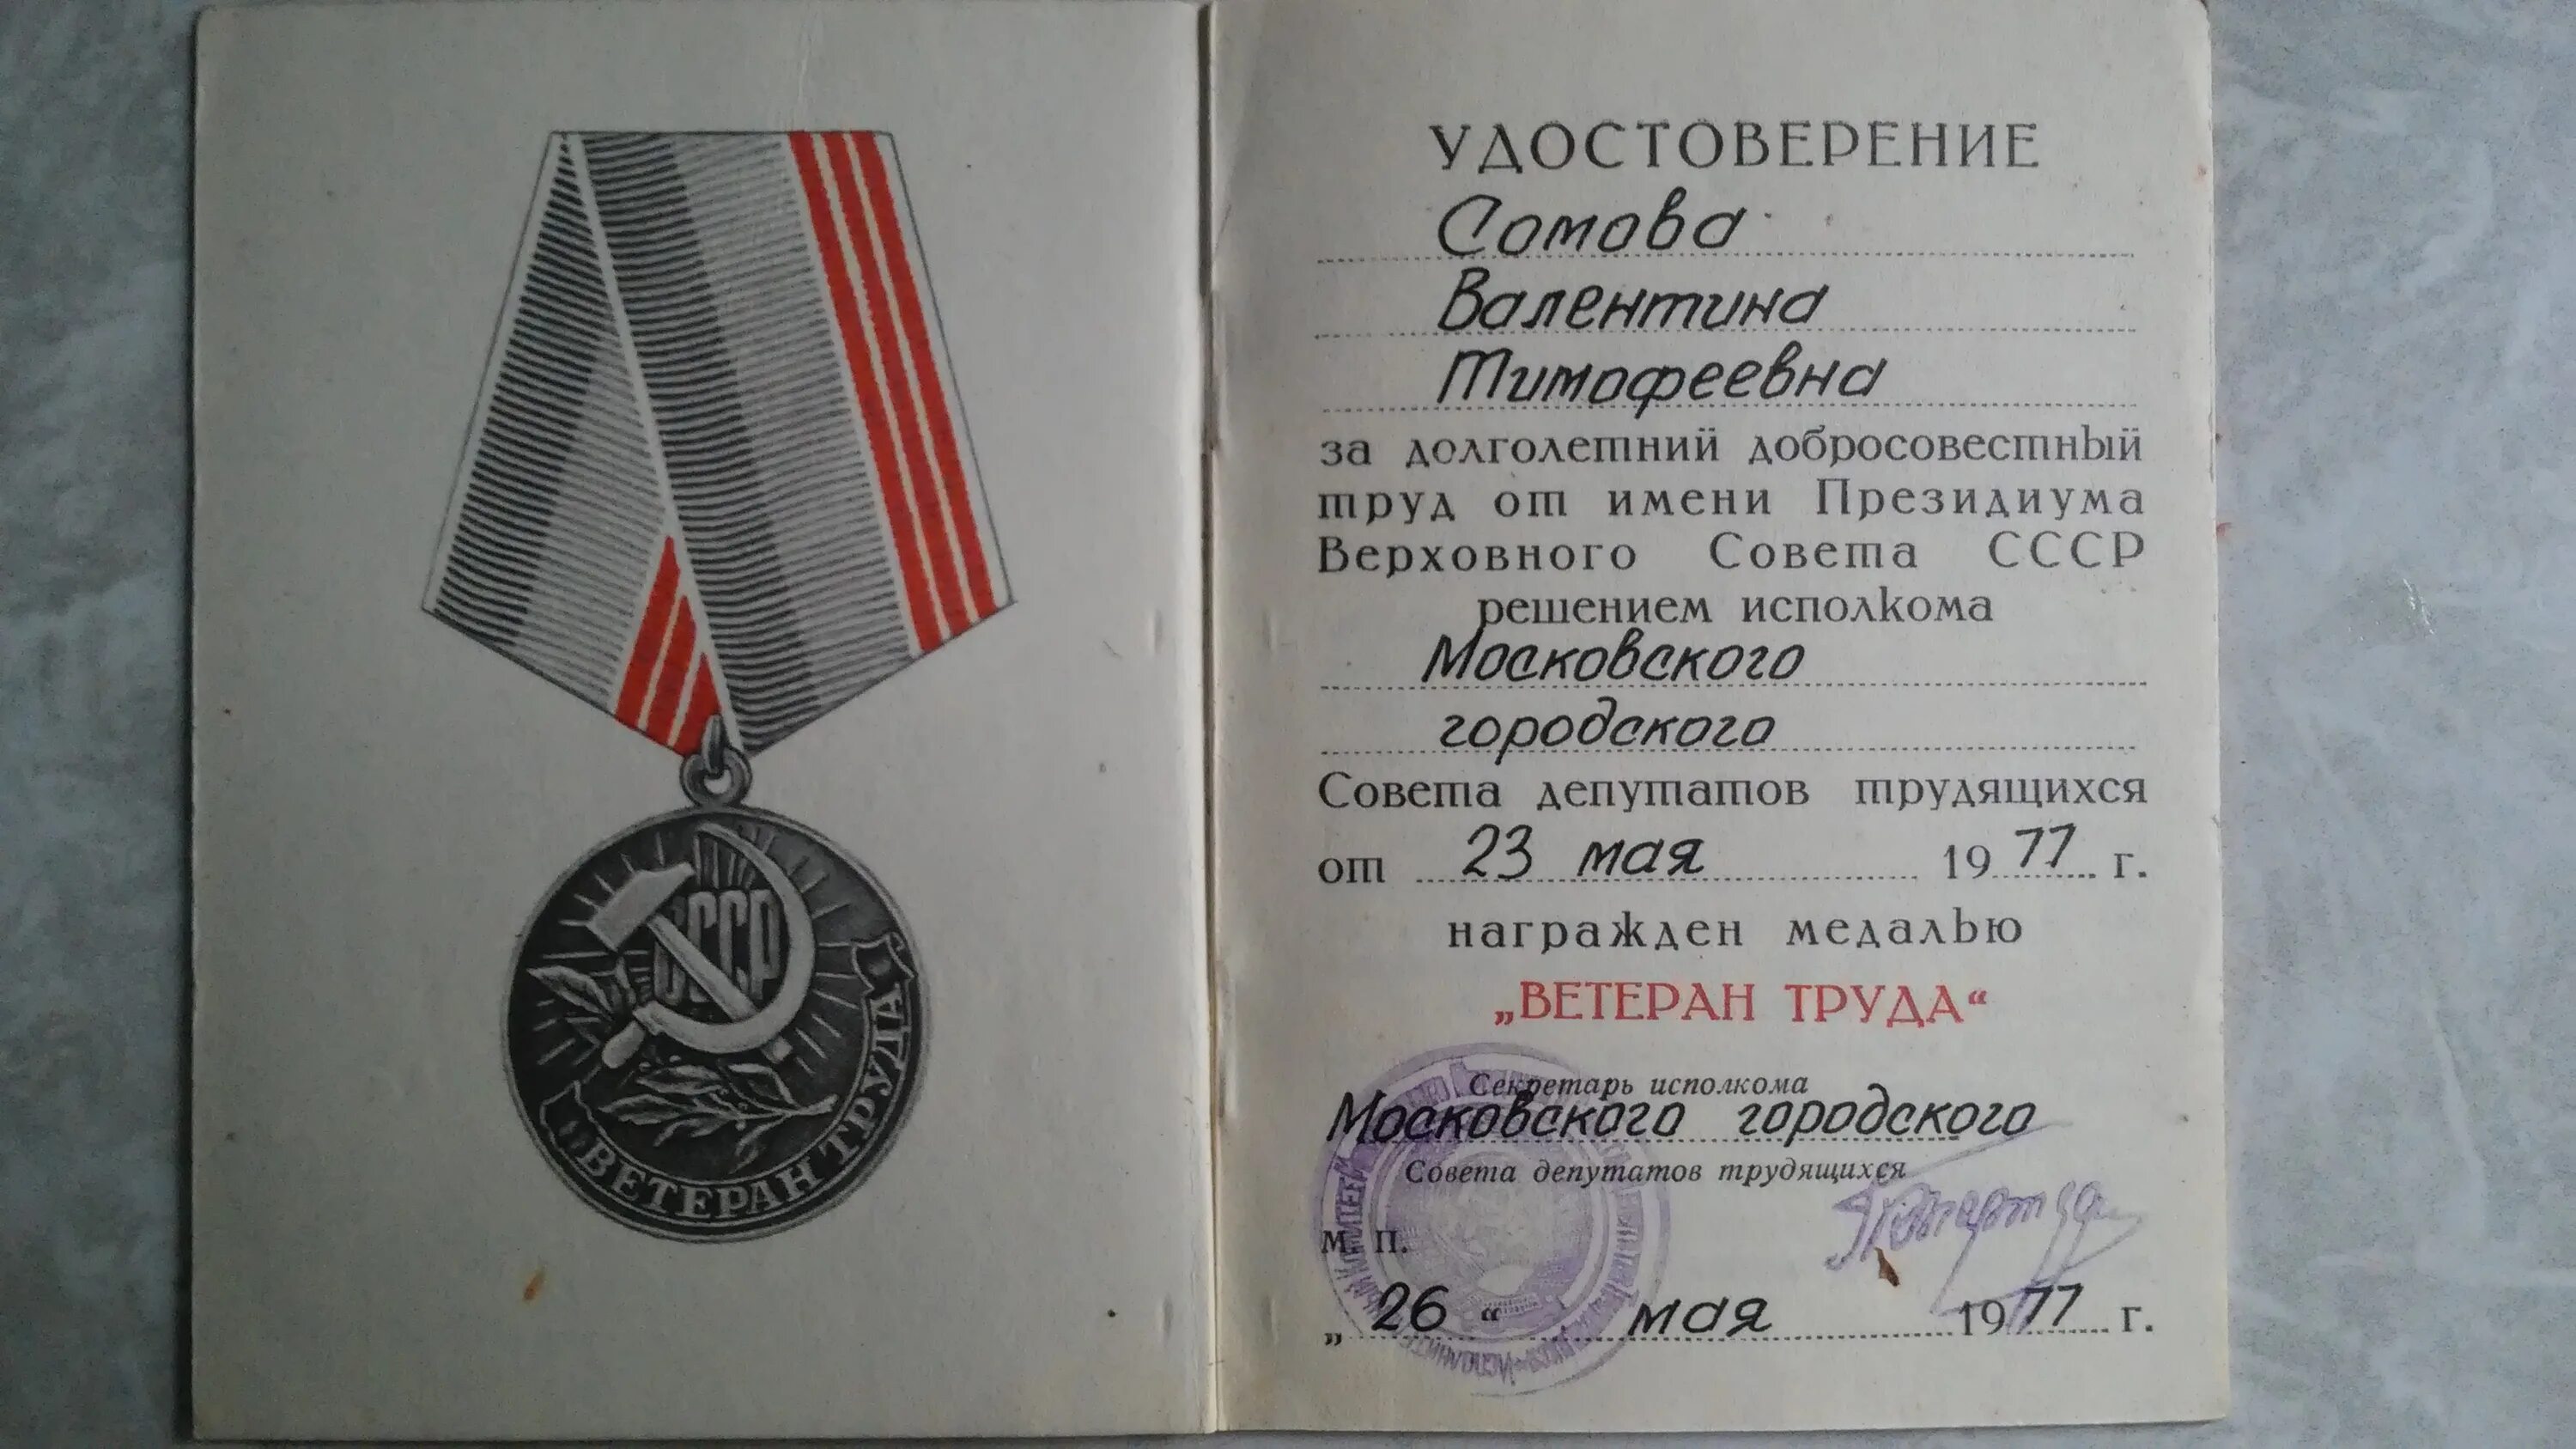 СССР
ВЕТЕРАН ТРУДА
УДОСТОВЕРЕНИЕ
Сомова
Валентина
Тимофеевна
за долголетний добросовестный
труд от имени Президиума
Верховного Совета СССР
решением исполкома
Московского
городского
Совета депутатов трудящихся
от 23 мая 1977 г.
награжден медалью
„ВЕТЕРАН ТРУДА“
Секретарь исполкома
Московского городского
Совета депутатов трудящихся
М. П.
„26“ мая 1977 г.